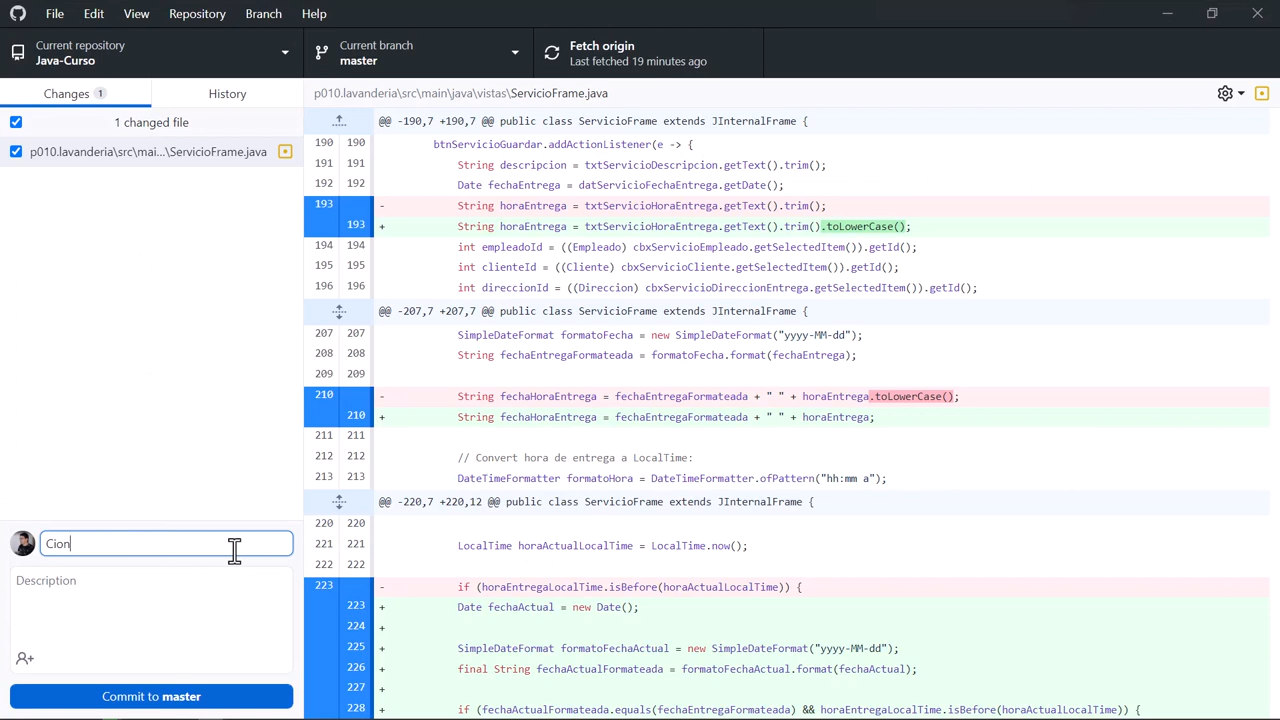 File Edit View Repository Branch Help
Current repository
Java-Curso
Current branch
master
Fetch origin
Last fetched 19 minutes ago
Changes 1
History
p010.lavanderia\src\main\java\vistas\ServicioFrame.java
1 changed file
p010.lavanderia\src\mai...\ServicioFrame.java
@@ -190,7 +190,7 @@ public class ServicioFrame extends JInternalFrame {
190 190 btnServicioGuardar.addActionListener(e -> {
191 191 String descripcion = txtServicioDescripcion.getText().trim();
192 192 Date fechaEntrega = datServicioFechaEntrega.getDate();
193 - String horaEntrega = txtServicioHoraEntrega.getText().trim();
193 + String horaEntrega = txtServicioHoraEntrega.getText().trim().toLowerCase();
194 194 int empleadoId = ((Empleado) cbxServicioEmpleado.getSelectedItem()).getId();
195 195 int clienteId = ((Cliente) cbxServicioCliente.getSelectedItem()).getId();
196 196 int direccionId = ((Direccion) cbxServicioDireccionEntrega.getSelectedItem()).getId();
@@ -207,7 +207,7 @@ public class ServicioFrame extends JInternalFrame {
207 207 SimpleDateFormat formatoFecha = new SimpleDateFormat("yyyy-MM-dd");
208 208 String fechaEntregaFormateada = formatoFecha.format(fechaEntrega);
209 209
210 - String fechaHoraEntrega = fechaEntregaFormateada + " " + horaEntrega.toLowerCase();
210 + String fechaHoraEntrega = fechaEntregaFormateada + " " + horaEntrega;
211 211
212 212 // Convert hora de entrega a LocalTime:
213 213 DateTimeFormatter formatoHora = DateTimeFormatter.ofPattern("hh:mm a");
@@ -220,7 +220,12 @@ public class ServicioFrame extends JInternalFrame {
220 220
221 221 LocalTime horaActualLocalTime = LocalTime.now();
222 222
223 - if (horaEntregaLocalTime.isBefore(horaActualLocalTime)) {
223 + Date fechaActual = new Date();
224 +
225 + SimpleDateFormat formatoFechaActual = new SimpleDateFormat("yyyy-MM-dd");
226 + final String fechaActualFormateada = formatoFechaActual.format(fechaActual);
227 +
228 + if (fechaActualFormateada.equals(fechaEntregaFormateada) && horaEntregaLocalTime.isBefore(horaActualLocalTime)) {
Cion
Description
Commit to master